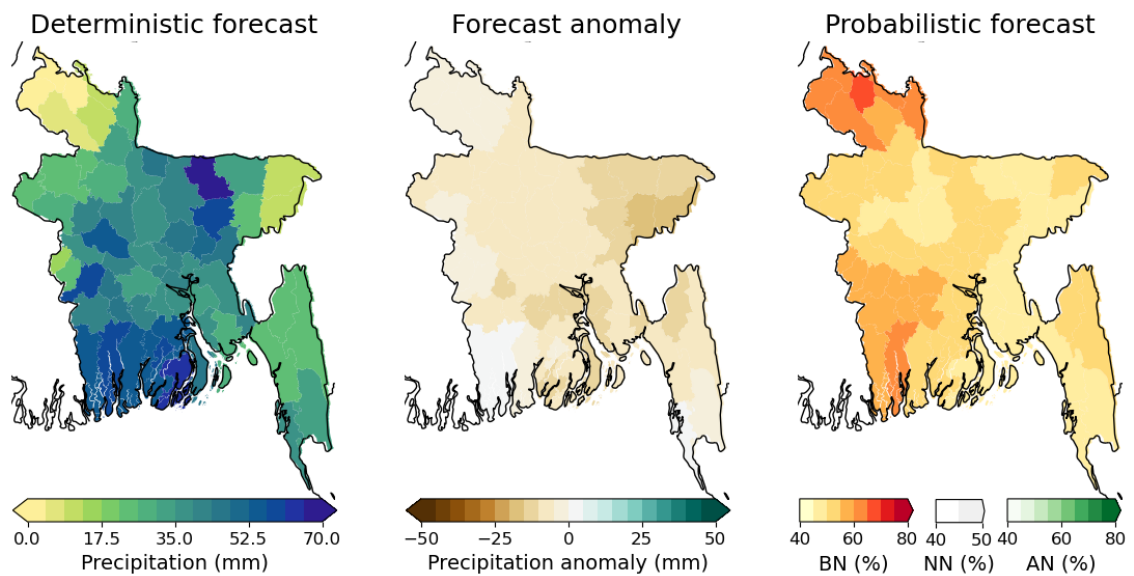 Deterministic forecast
Forecast anomaly
Probabilistic forecast
0.0 17.5 35.0 52.5 70.0
Precipitation (mm)
−50 −25 0 25 50
Precipitation anomaly (mm)
40 60 80
BN (%)
40 50
NN (%)
40 60 80
AN (%)